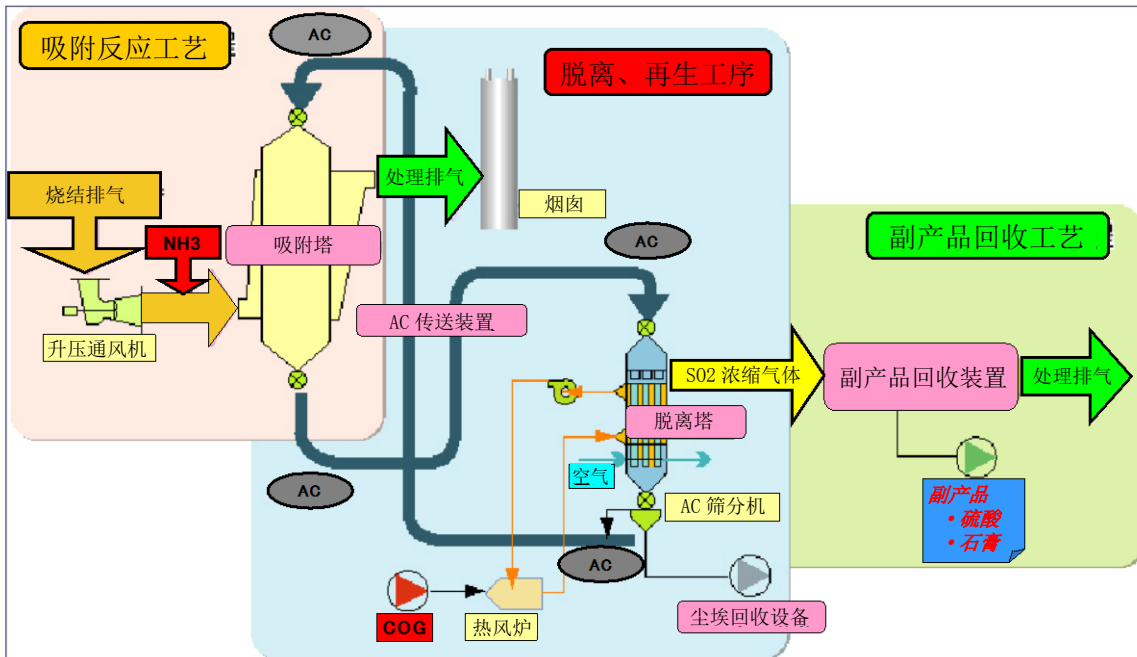 吸附反应工艺
AC
脱离、再生工序
烧结排气
处理排气
烟囱
NH3
吸附塔
AC
副产品回收工艺
升压通风机
AC 传送装置
SO2 浓缩气体
副产品回收装置
处理排气
脱离塔
空气
AC
AC 筛分机
副产品
・硫酸
・石膏
AC
COG
热风炉
尘埃回收设备